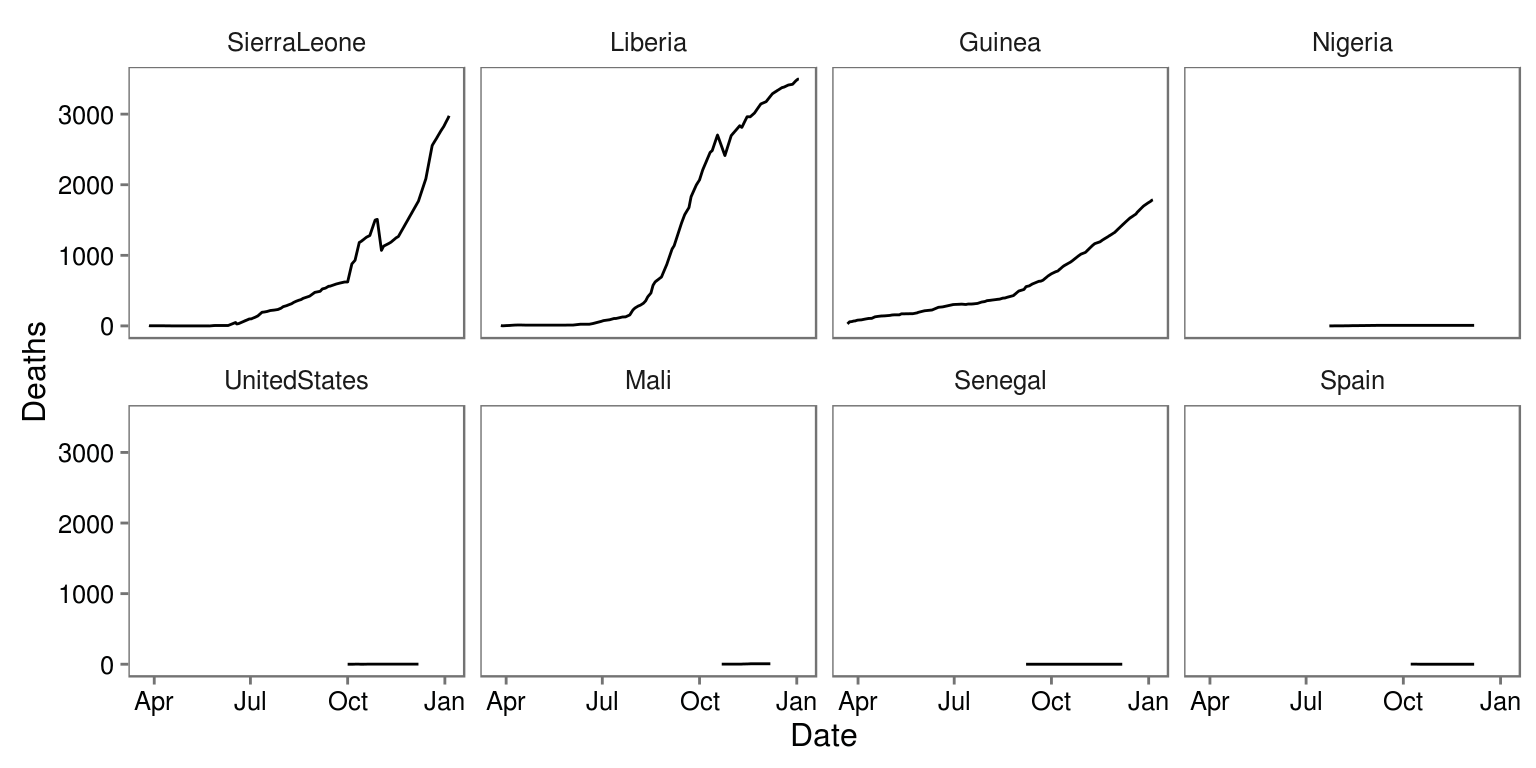 SierraLeone Liberia Guinea Nigeria
3000
2000
1000
0
UnitedStates Mali Senegal Spain
3000
2000
1000
0
Apr Jul Oct Jan Apr Jul Oct Jan Apr Jul Oct Jan Apr Jul Oct Jan
Date
Deaths